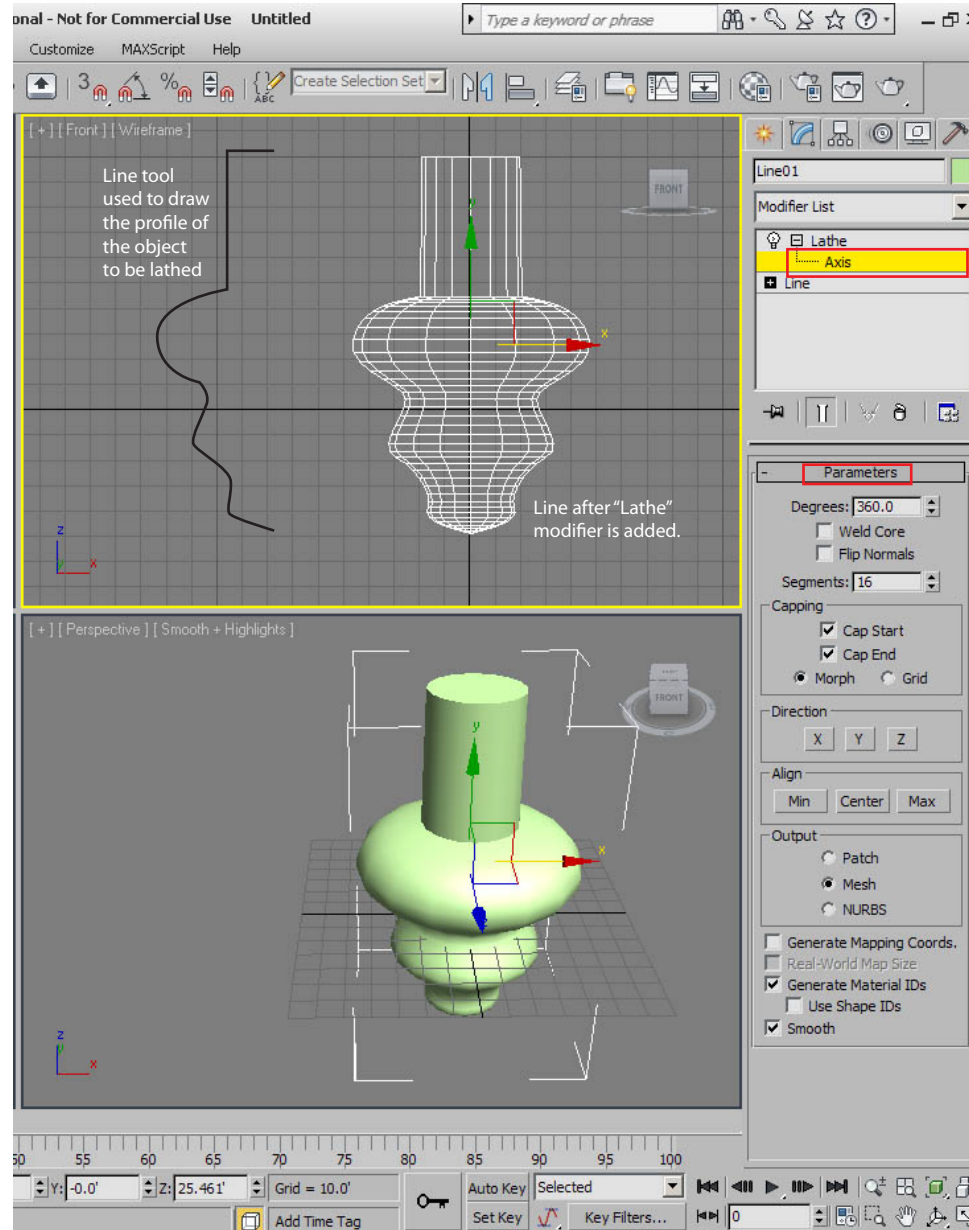 onal - Not for Commercial Use Untitled
Type a keyword or phrase
Customize MAXScript Help
3
%
ABC
Create Selection Set
[ + ] [ Front ] [ Wireframe ]
Line tool
used to draw
the profile of
the object
to be lathed
FRONT
y
x
Line after “Lathe”
modifier is added.
z
y x
[ + ] [ Perspective ] [ Smooth + Highlights ]
FRONT
y
x
z
y
x
Line01
Modifier List
Lathe
Axis
Line
Parameters
Degrees: 360.0
Weld Core
Flip Normals
Segments: 16
Capping
Cap Start
Cap End
Morph Grid
Direction
X Y Z
Align
Min Center Max
Output
Patch
Mesh
NURBS
Generate Mapping Coords.
Real-World Map Size
Generate Material IDs
Use Shape IDs
Smooth
50 55 60 65 70 75 80 85 90 95 100
Y: -0.0' Z: 25.461' Grid = 10.0' Auto Key Selected
Add Time Tag Set Key Key Filters... 0